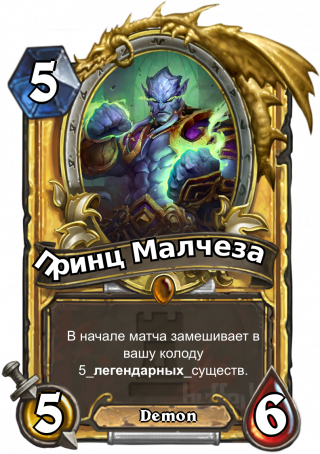 5
Принц Малчеза
В начале матча замешивает в
вашу колоду
5_легендарных_существ.
5
Demon
6